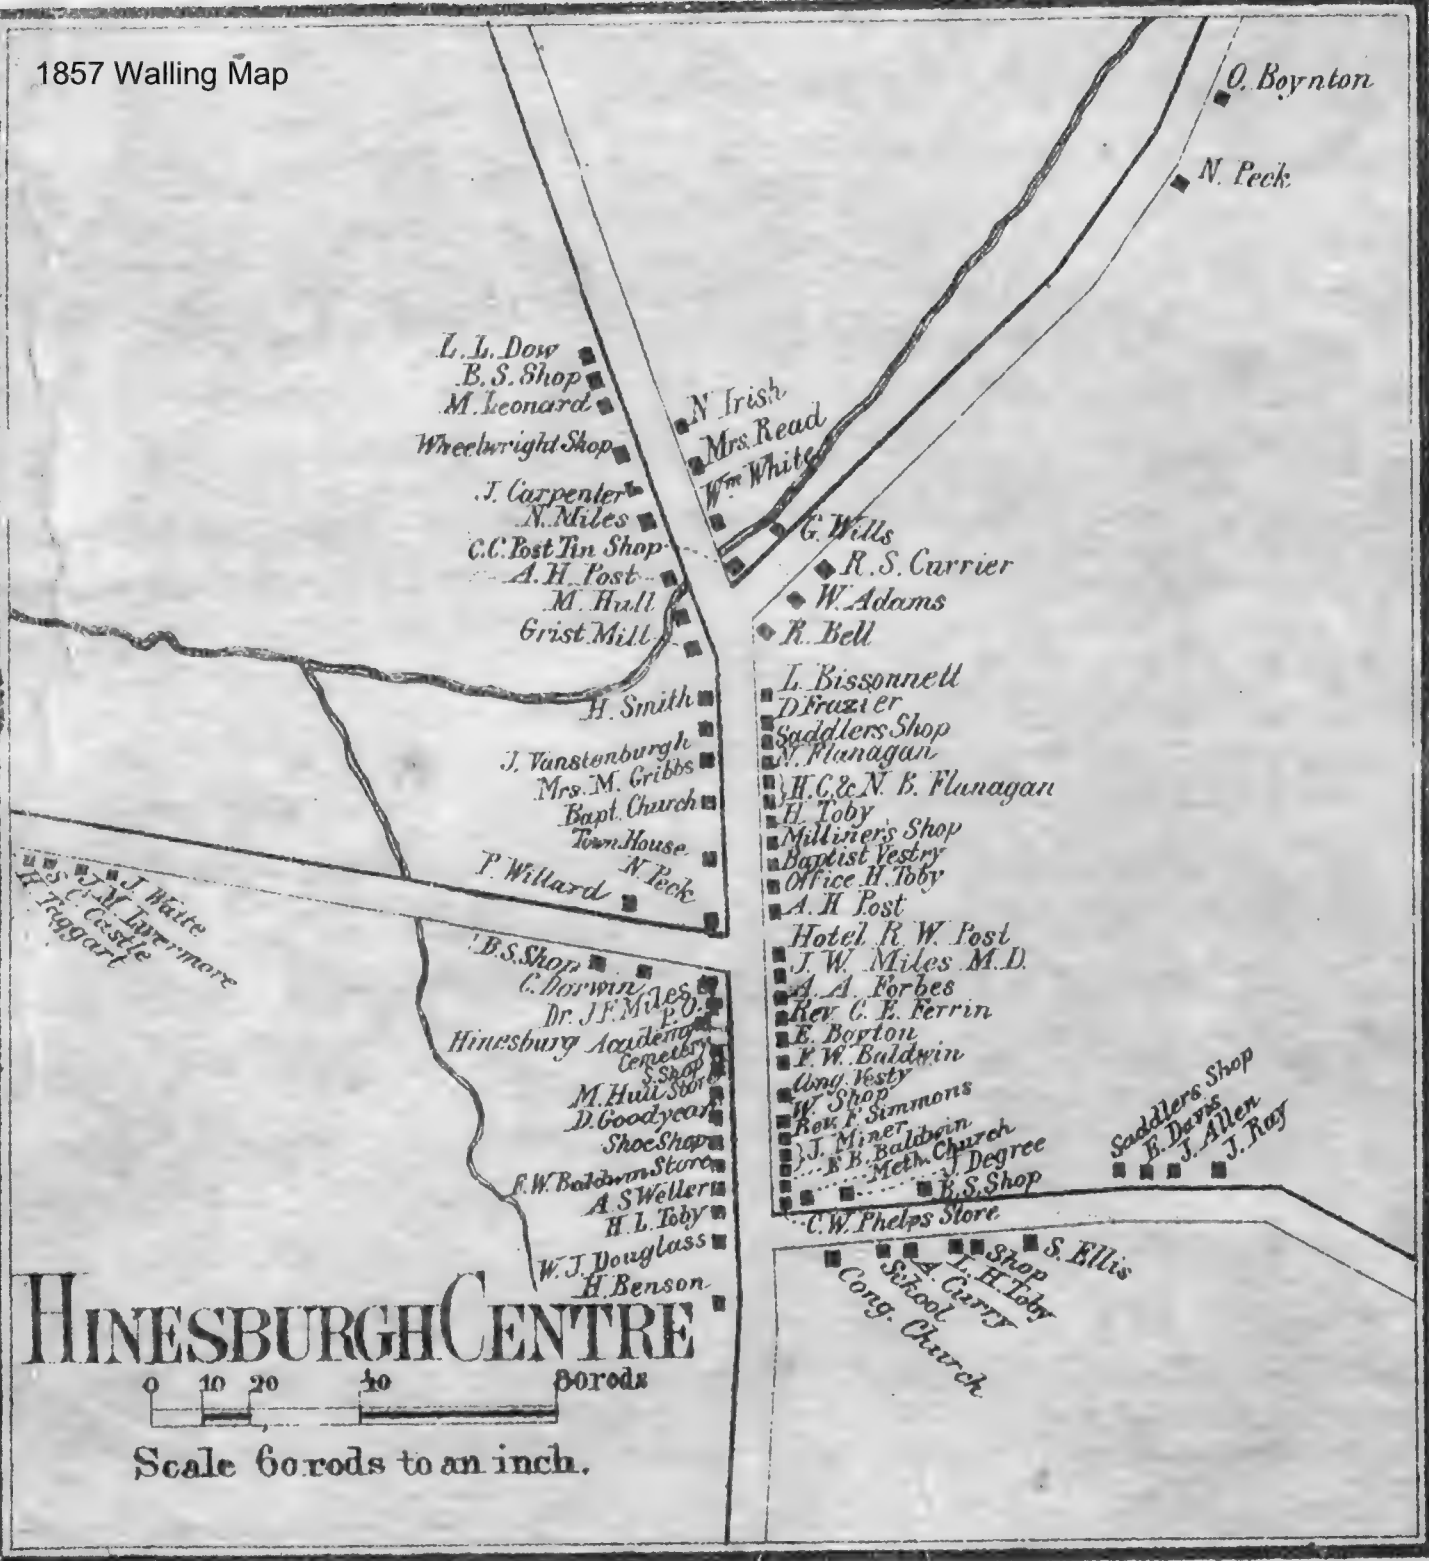 1857 Walling Map
O. Boynton
N. Peck
L. L. Dow
B. S. Shop
M. Leonard
Wheelwright Shop
J. Carpenter
N. Miles
C.C. Post Tin Shop
A. H. Post
M. Hull
Grist Mill
N Irish
Mrs. Read
Wm White
G. Wills
R. S. Currier
W. Adams
R. Bell
H. Smith
J. Vanstenburgh
Mrs. M. Gribbs
Bapt. Church
Town House
N. Peck
P. Willard
L. Bissonnett
D Frazier
Saddlers Shop
N. Flanagan
H. C. & N. B. Flanagan
H. Toby
Milliner's Shop
Baptist Vestry
Office H. Toby
A. H Post
Hotel R. W. Post
J. W. Miles M.D.
A. A. Forbes
Rev. C. E. Ferrin
E. Boyton
F. W. Baldwin
Cong. Vesty
W. Shop
Rev. F. Simmons
J. Miner
E B. Baldwin
Meth. Church
J. Degree
B. S. Shop
C. W. Phelps Store
J. Waite
J. M. Livermore
S. C. Castle
H Taggart
B. S. Shop
C. Dorwin
Dr. J. F. Miles
P. O.
Hinesburg Academy
Cemetery
S. Shop
M. Hull Store
D. Goodyear
Shoe Shop
F. W. Baldwin Store
A. S Weller
H. L. Toby
W. J. Douglass
H. Benson
Saddlers Shop
E. Davis
J. Allen
J. Ray
S. Ellis
Shop
L. H. Toby
A. Curry
School
Cong. Church
HINESBURGH CENTRE
0 10 20 40 80 rods
Scale 60 rods to an inch.